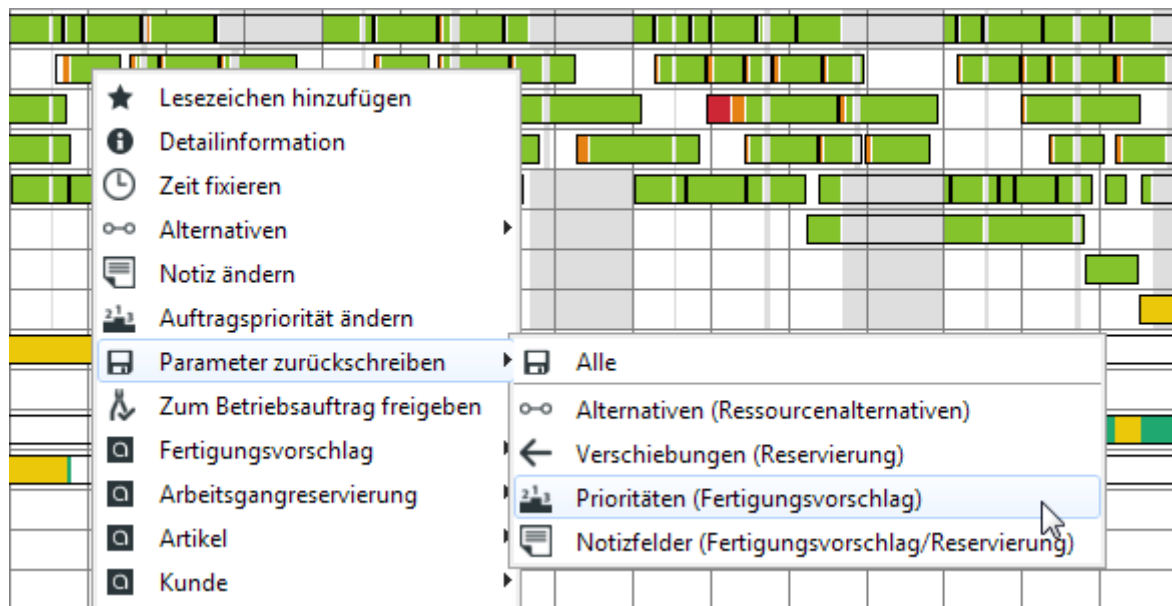 Lesezeichen hinzufügen
Detailinformation
Zeit fixieren
Alternativen
Notiz ändern
Auftragspriorität ändern
Parameter zurückschreiben
Zum Betriebsauftrag freigeben
Fertigungsvorschlag
Arbeitsgangreservierung
Artikel
Kunde
Alle
Alternativen (Ressourcenalternativen)
Verschiebungen (Reservierung)
Prioritäten (Fertigungsvorschlag)
Notizfelder (Fertigungsvorschlag/Reservierung)